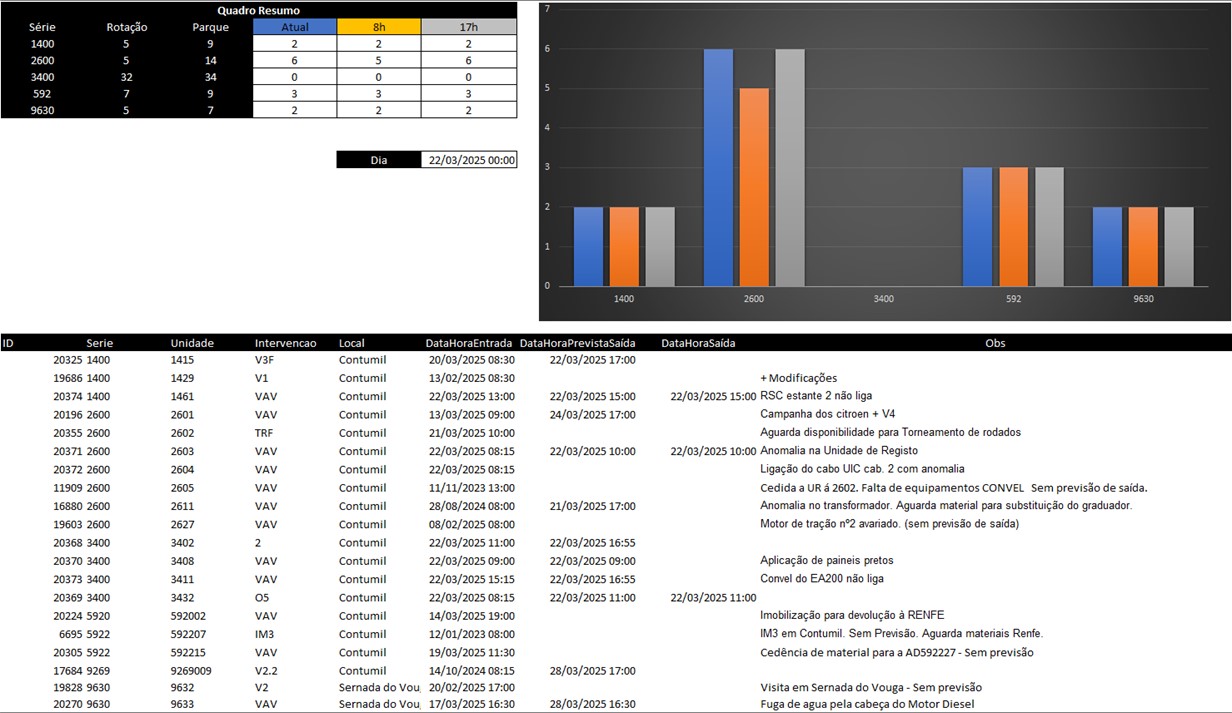 Quadro Resumo
Série Rotação Parque Atual 8h 17h
1400 5 9 2 2 2
2600 5 14 6 5 6
3400 32 34 0 0 0
592 7 9 3 3 3
9630 5 7 2 2 2
Dia 22/03/2025 00:00
7
6
5
4
3
2
1
0
1400 2600 3400 592 9630
ID Serie Unidade Intervencao Local DataHoraEntrada DataHoraPrevistaSaída DataHoraSaída Obs
20325 1400 1415 V3F Contumil 20/03/2025 08:30 22/03/2025 17:00
19686 1400 1429 V1 Contumil 13/02/2025 08:30 + Modificações
20374 1400 1461 VAV Contumil 22/03/2025 13:00 22/03/2025 15:00 22/03/2025 15:00 RSC estante 2 não liga
20196 2600 2601 VAV Contumil 13/03/2025 09:00 24/03/2025 17:00 Campanha dos citroen + V4
20355 2600 2602 TRF Contumil 21/03/2025 10:00 Aguarda disponibilidade para Torneamento de rodados
20371 2600 2603 VAV Contumil 22/03/2025 08:15 22/03/2025 10:00 22/03/2025 10:00 Anomalia na Unidade de Registo
20372 2600 2604 VAV Contumil 22/03/2025 08:15 Ligação do cabo UIC cab. 2 com anomalia
11909 2600 2605 VAV Contumil 11/11/2023 13:00 Cedida a UR á 2602. Falta de equipamentos CONVEL Sem previsão de saída.
16880 2600 2611 VAV Contumil 28/08/2024 08:00 21/03/2025 17:00 Anomalia no transformador. Aguarda material para substituição do graduador.
19603 2600 2627 VAV Contumil 08/02/2025 08:00 Motor de tração nº2 avariado. (sem previsão de saída)
20368 3400 3402 2 Contumil 22/03/2025 11:00 22/03/2025 16:55
20370 3400 3408 VAV Contumil 22/03/2025 09:00 22/03/2025 09:00 Aplicação de paineis pretos
20373 3400 3411 VAV Contumil 22/03/2025 15:15 22/03/2025 16:55 Convel do EA200 não liga
20369 3400 3432 O5 Contumil 22/03/2025 08:15 22/03/2025 11:00 22/03/2025 11:00
20224 5920 592002 VAV Contumil 14/03/2025 19:00 Imobilização para devolução à RENFE
6695 5922 592207 IM3 Contumil 12/01/2023 08:00 IM3 em Contumil. Sem Previsão. Aguarda materiais Renfe.
20305 5922 592215 VAV Contumil 19/03/2025 11:30 Cedência de material para a AD592227 - Sem previsão
17684 9269 9269009 V2.2 Contumil 14/10/2024 08:15 28/03/2025 17:00
19828 9630 9632 V2 Sernada do Vou 20/02/2025 17:00 Visita em Sernada do Vouga - Sem previsão
20270 9630 9633 VAV Sernada do Vou 17/03/2025 16:30 28/03/2025 16:30 Fuga de agua pela cabeça do Motor Diesel